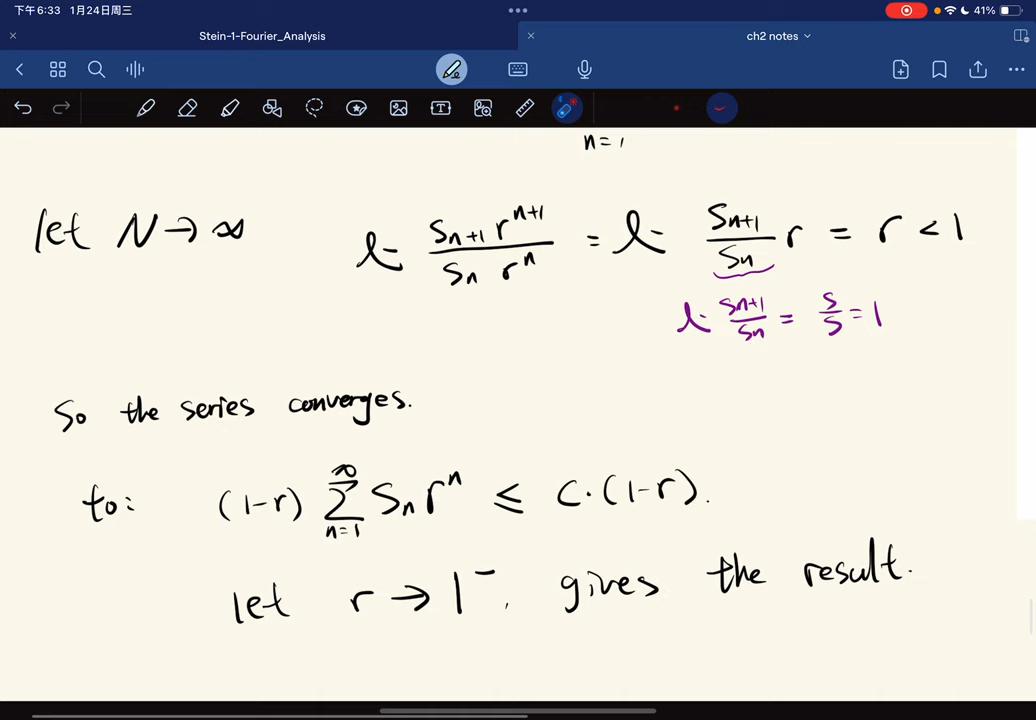 下午6:33 1月24日周三
41%
Stein-1-Fourier_Analysis
ch2 notes
n=1
let N → ∞
l- (s_{n+1} r^{n+1})/(s_n r^n) = l- (s_{n+1}/s_n) r = r < 1
l- s_{n+1}/s_n = s/s = 1
So the series converges.
to: (1-r) ∑_{n=1}^{∞} s_n r^n ≤ C·(1-r).
let r → 1⁻, gives the result.